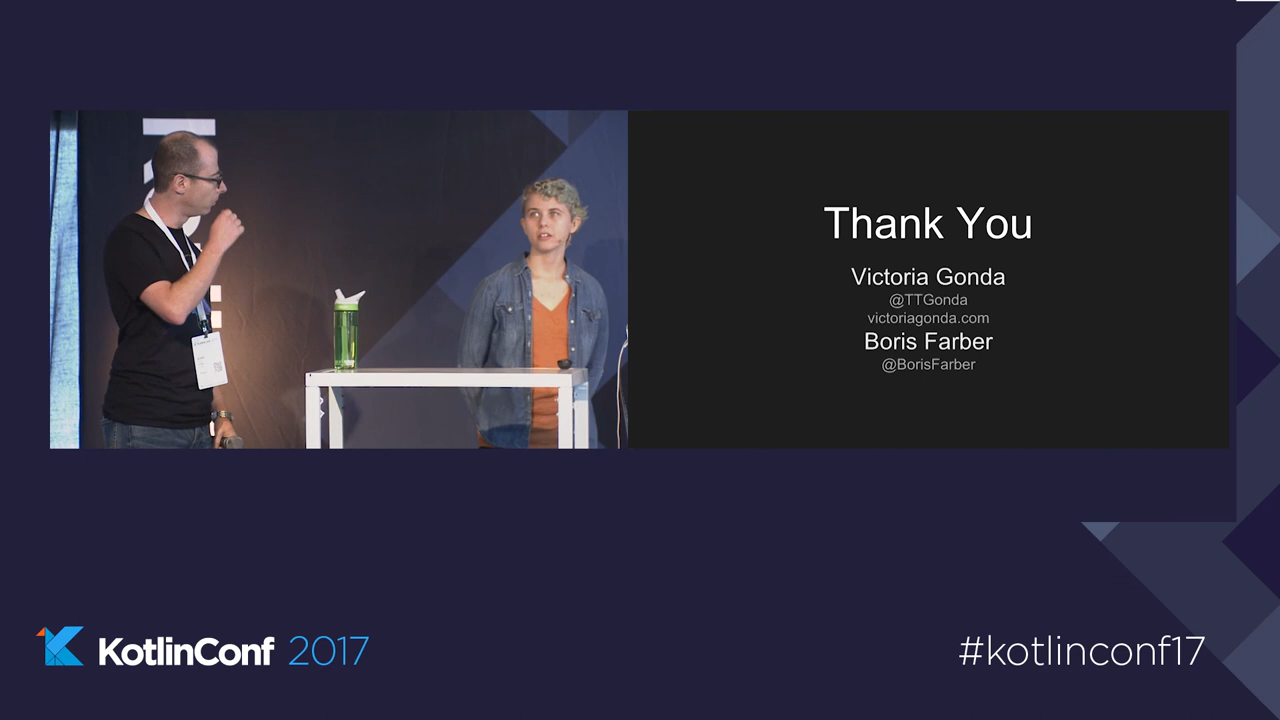 Thank You
Victoria Gonda
@TTGonda
victoriagonda.com
Boris Farber
@BorisFarber
KotlinConf 2017
#kotlinconf17